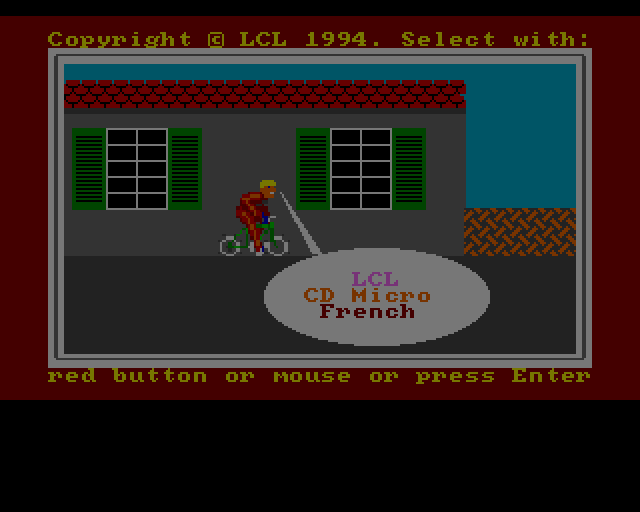 Copyright © LCL 1994. Select with:
LCL
CD Micro
French
red button or mouse or press Enter